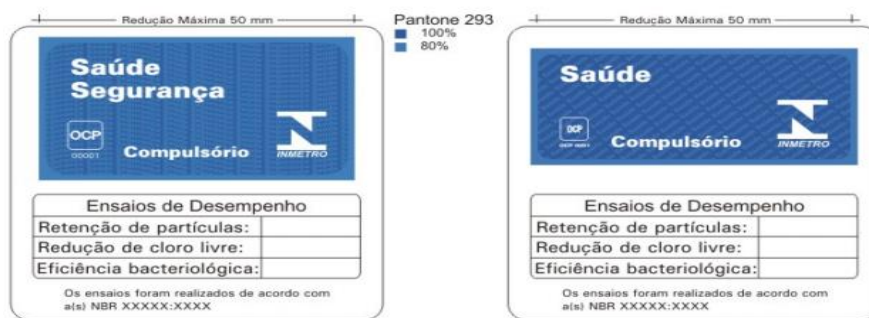 Redução Máxima 50 mm
Saúde
Segurança
OCP
00001
Compulsório
INMETRO
Ensaios de Desempenho
Retenção de partículas:
Redução de cloro livre:
Eficiência bacteriológica:
Os ensaios foram realizados de acordo com
a(s) NBR XXXXX:XXXX
Pantone 293
100%
80%
Redução Máxima 50 mm
Saúde
OCP
OCP 0001
Compulsório
INMETRO
Ensaios de Desempenho
Retenção de partículas:
Redução de cloro livre:
Eficiência bacteriológica:
Os ensaios foram realizados de acordo com
a(s) NBR XXXXX:XXXX